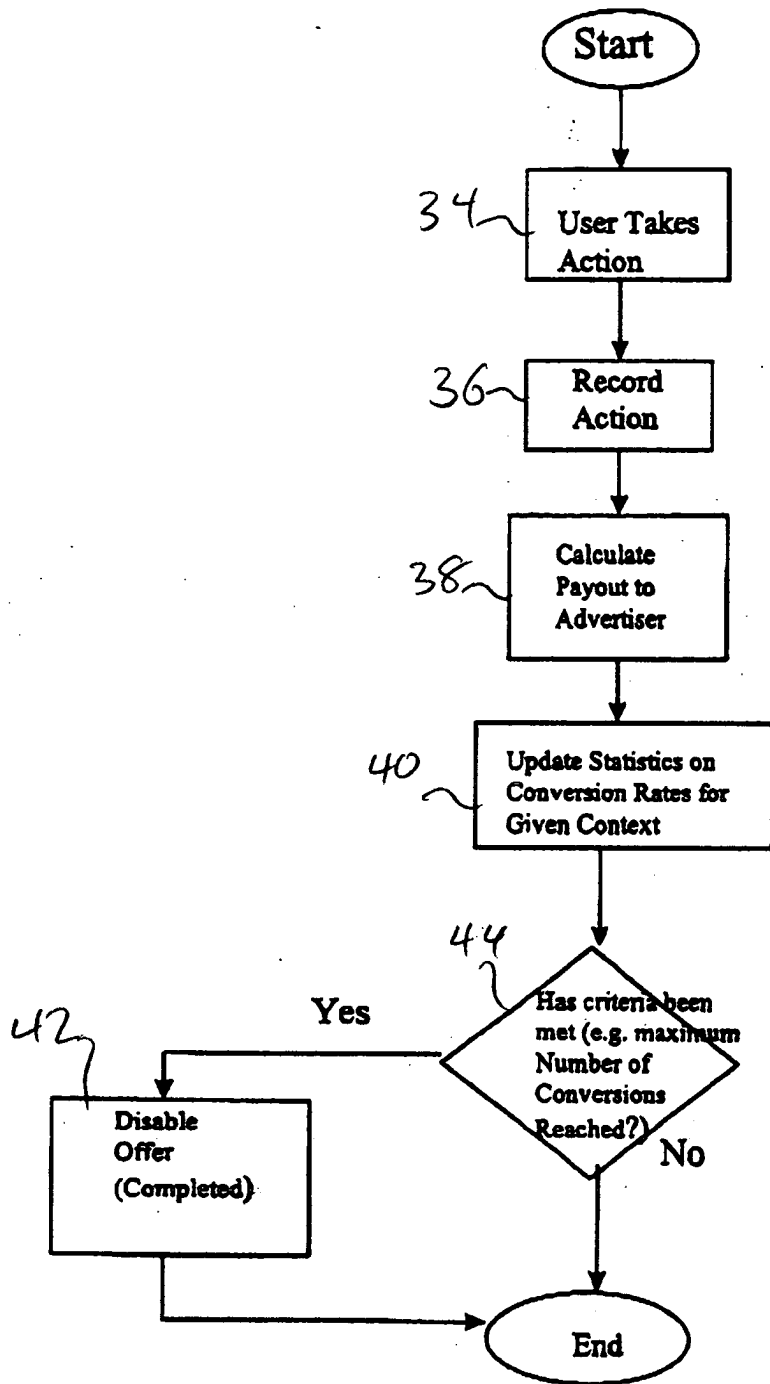 Start
34
User Takes
Action
36
Record
Action
38
Calculate
Payout to
Advertiser
40
Update Statistics on
Conversion Rates for
Given Context
44
Has criteria been
met (e.g. maximum
Number of
Conversions
Reached?)
Yes
No
42
Disable
Offer
(Completed)
End